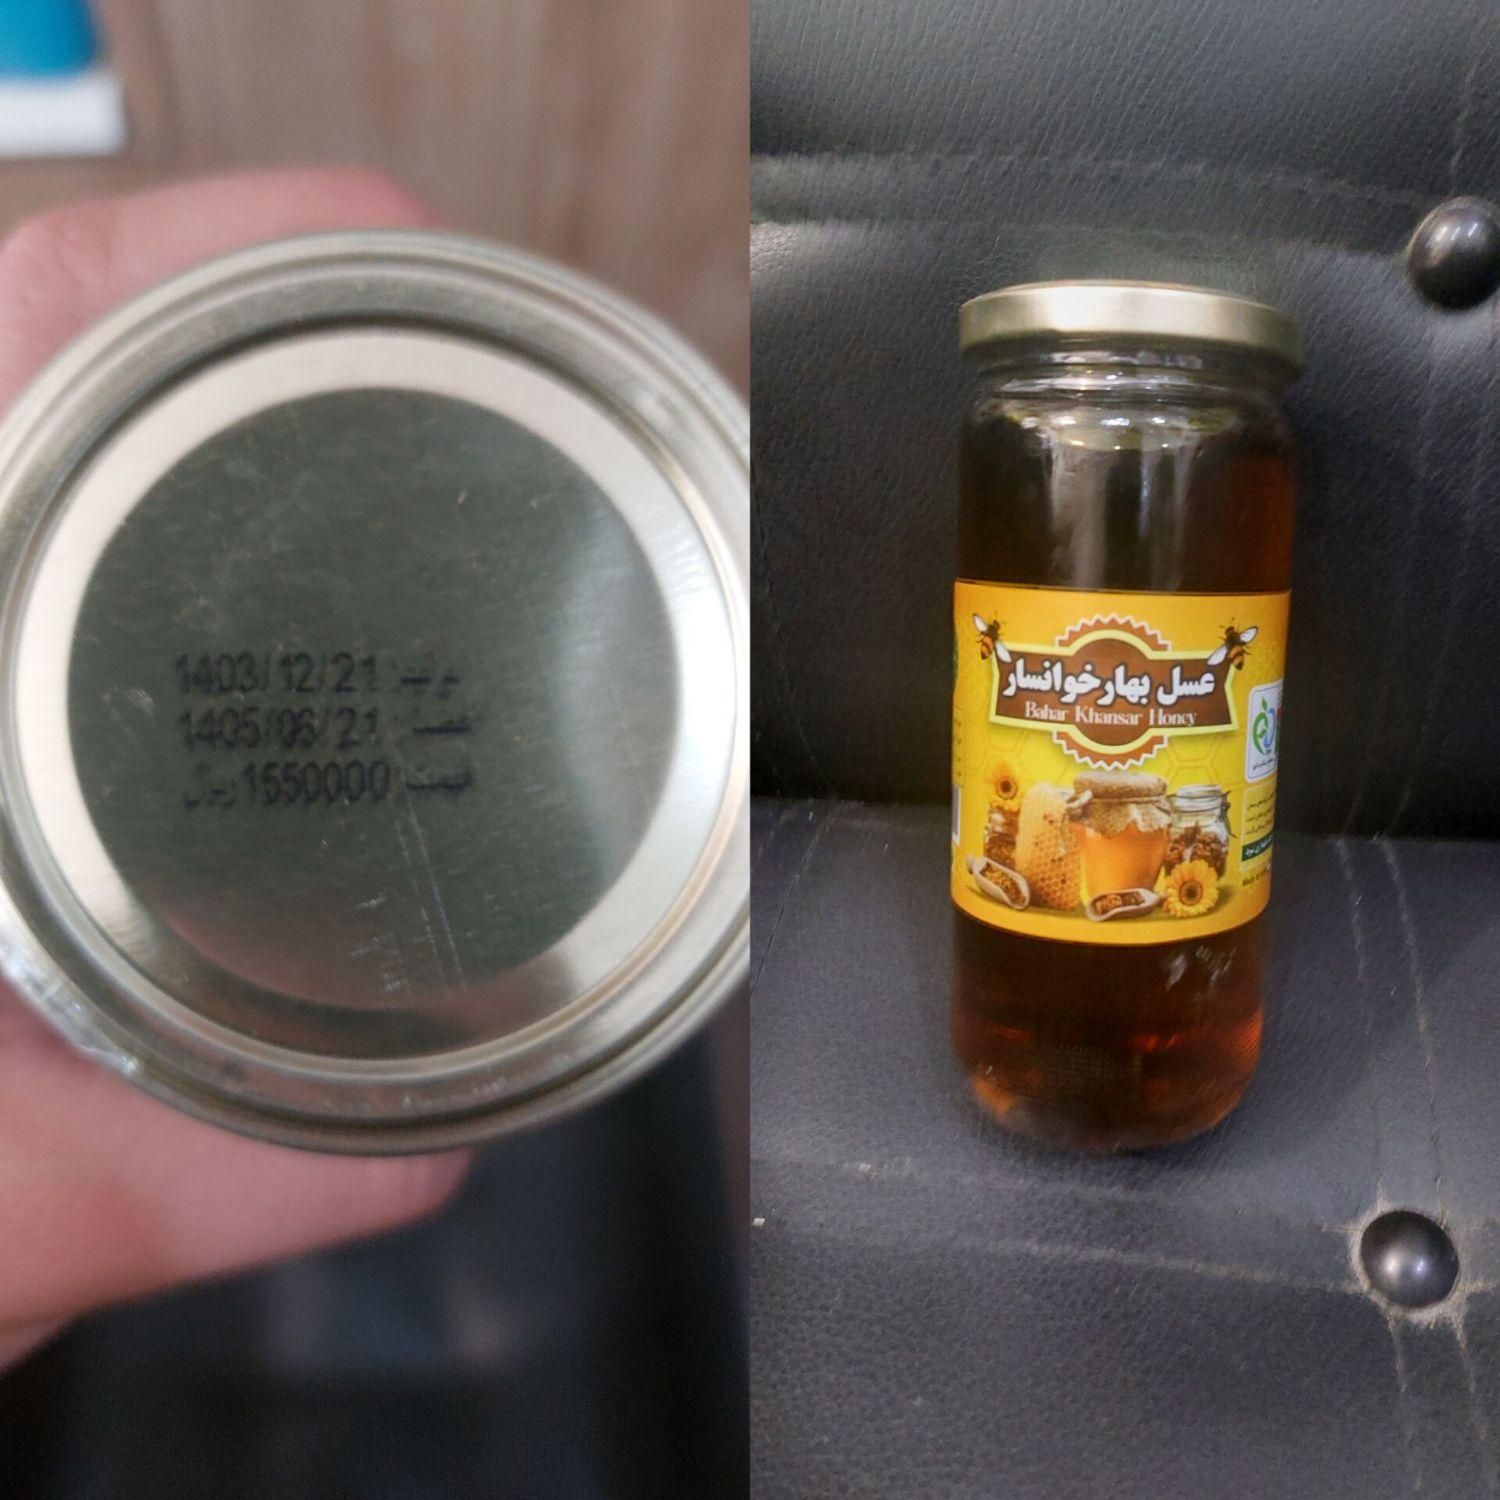 تولید: 1403/12/21
انقضا: 1405/06/21
قیمت: 1650000 ریال
عسل بهار خوانسار
Bahar Khansar Honey